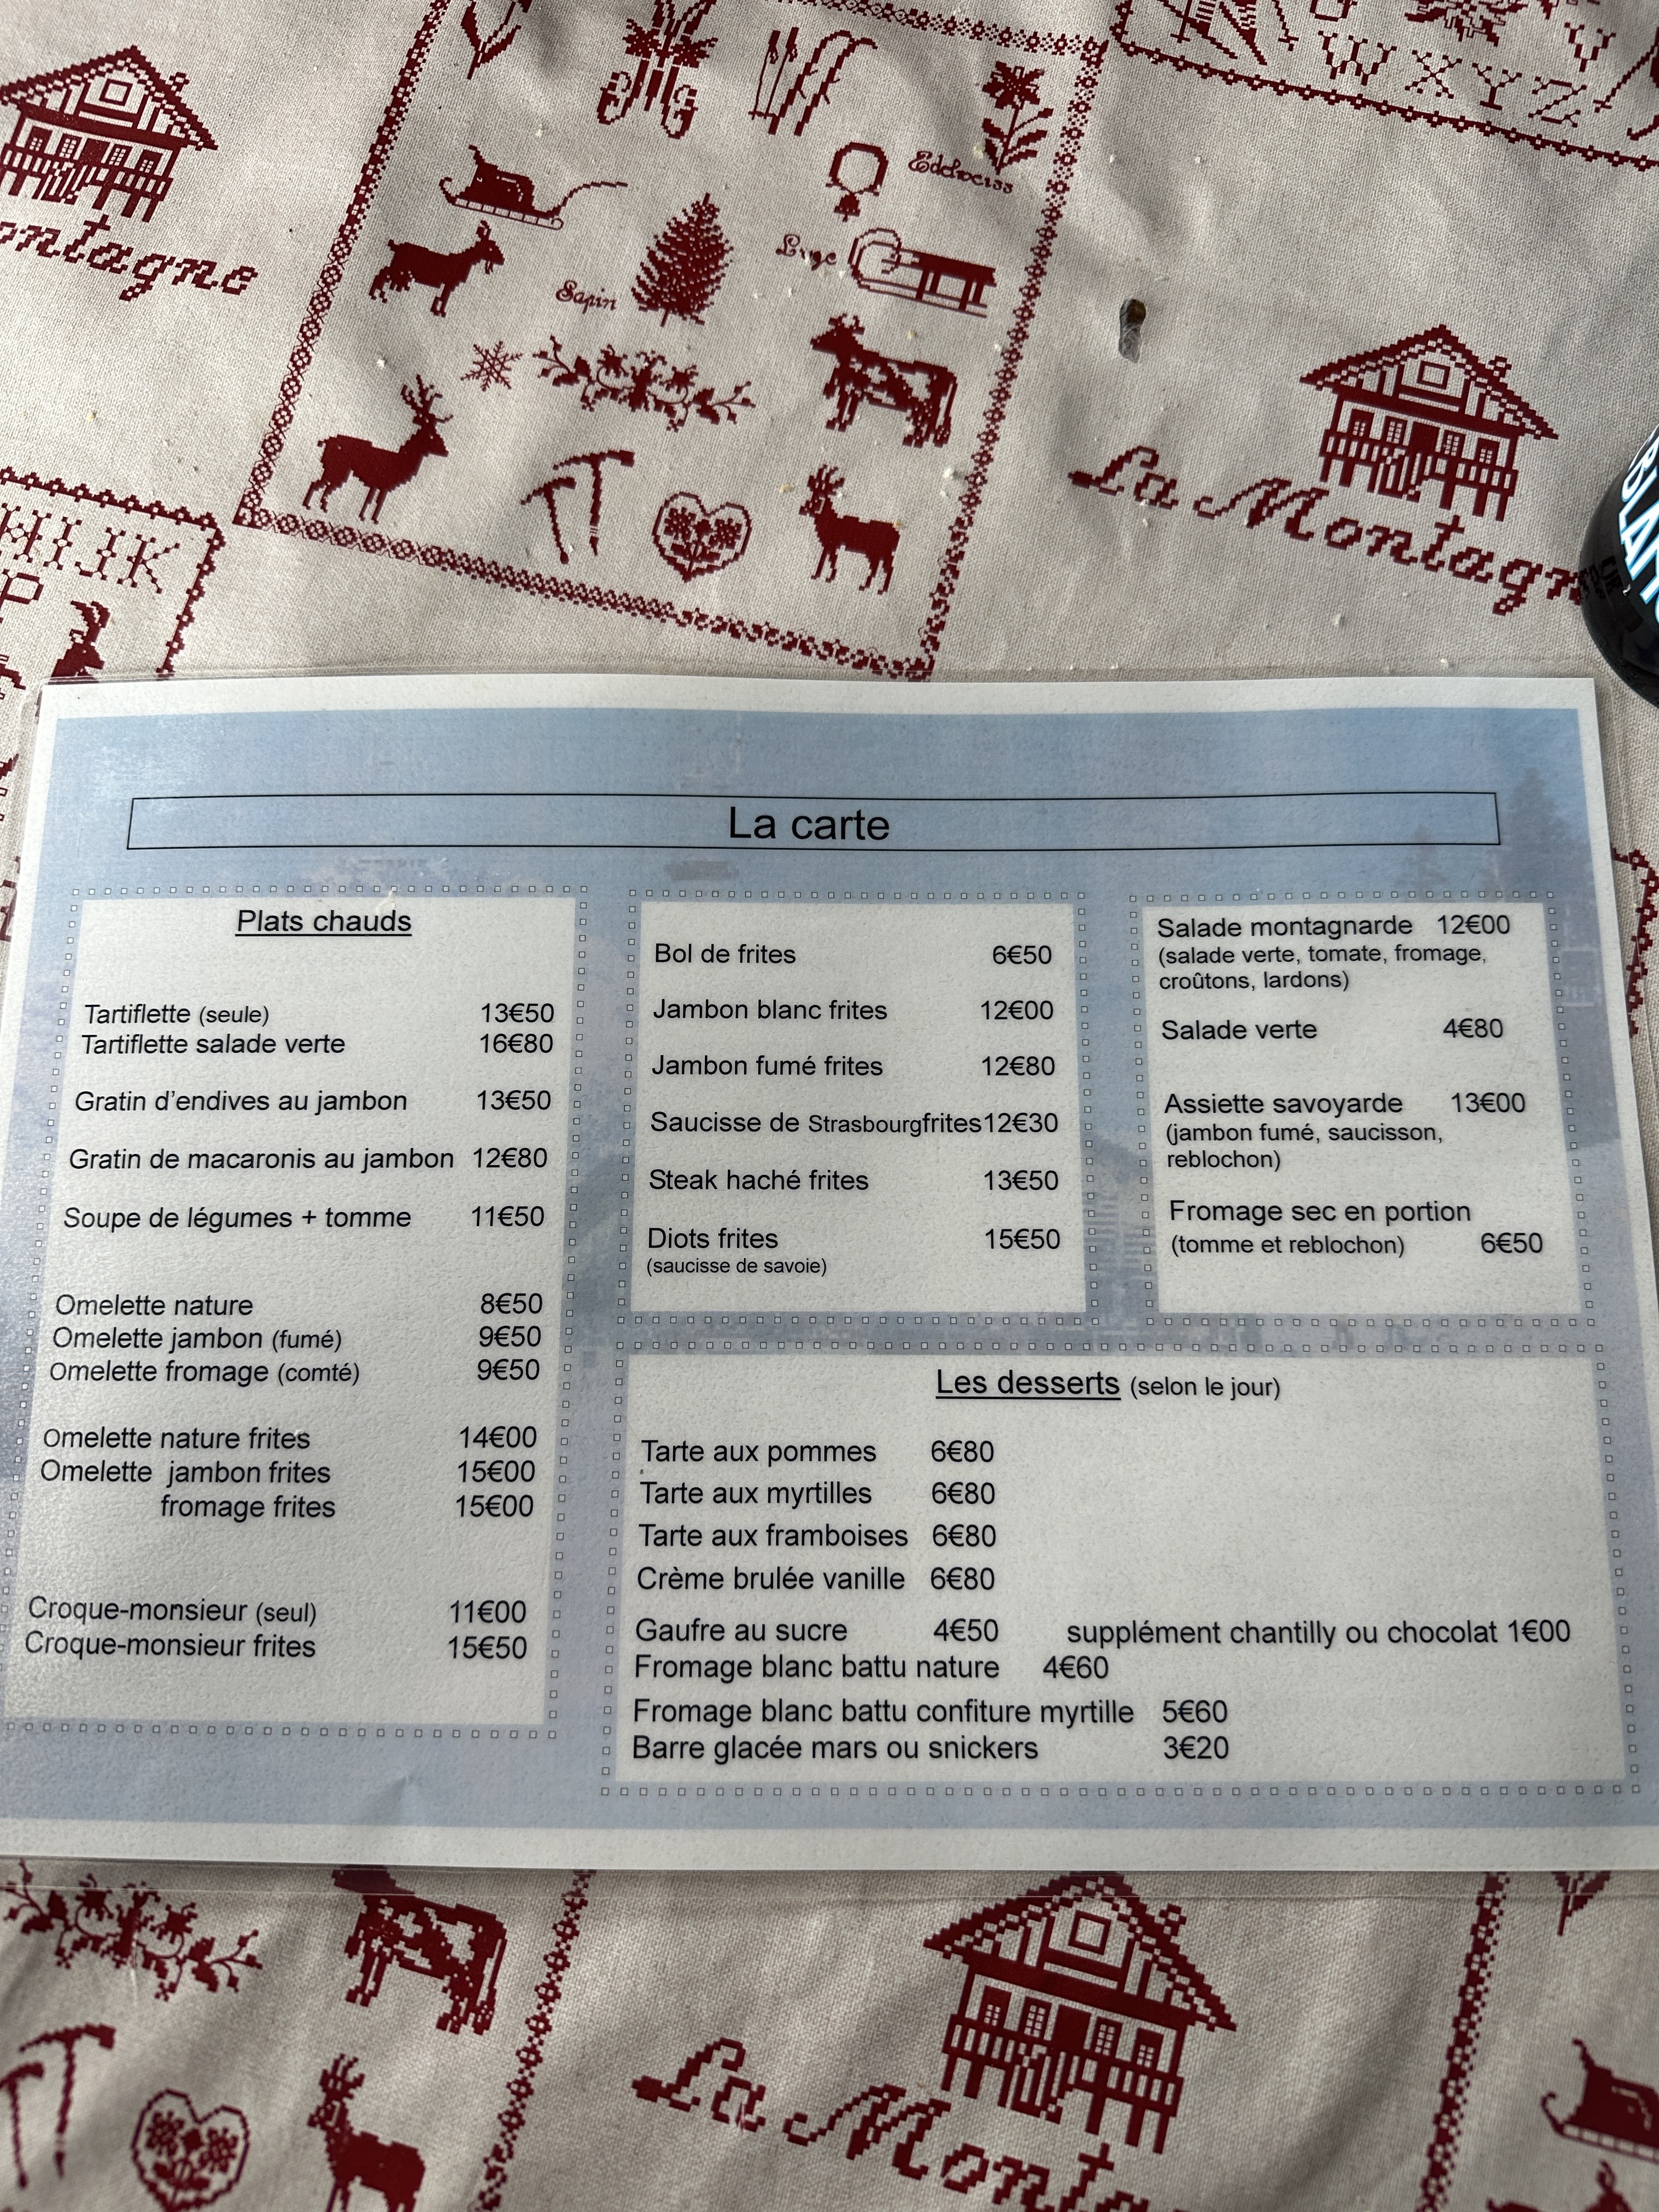 W X Y Z
Edelweiss
Luge
Sapin
La Montagne
HIJK
P
La carte
Plats chauds
Tartiflette (seule) 13€50
Tartiflette salade verte 16€80
Gratin d’endives au jambon 13€50
Gratin de macaronis au jambon 12€80
Soupe de légumes + tomme 11€50
Omelette nature 8€50
Omelette jambon (fumé) 9€50
Omelette fromage (comté) 9€50
Omelette nature frites 14€00
Omelette jambon frites 15€00
fromage frites 15€00
Croque-monsieur (seul) 11€00
Croque-monsieur frites 15€50
Bol de frites 6€50
Jambon blanc frites 12€00
Jambon fumé frites 12€80
Saucisse de Strasbourgfrites12€30
Steak haché frites 13€50
Diots frites 15€50
(saucisse de savoie)
Salade montagnarde 12€00
(salade verte, tomate, fromage,
croûtons, lardons)
Salade verte 4€80
Assiette savoyarde 13€00
(jambon fumé, saucisson,
reblochon)
Fromage sec en portion
(tomme et reblochon) 6€50
Les desserts (selon le jour)
Tarte aux pommes 6€80
Tarte aux myrtilles 6€80
Tarte aux framboises 6€80
Crème brulée vanille 6€80
Gaufre au sucre 4€50 supplément chantilly ou chocolat 1€00
Fromage blanc battu nature 4€60
Fromage blanc battu confiture myrtille 5€60
Barre glacée mars ou snickers 3€20
La Mont